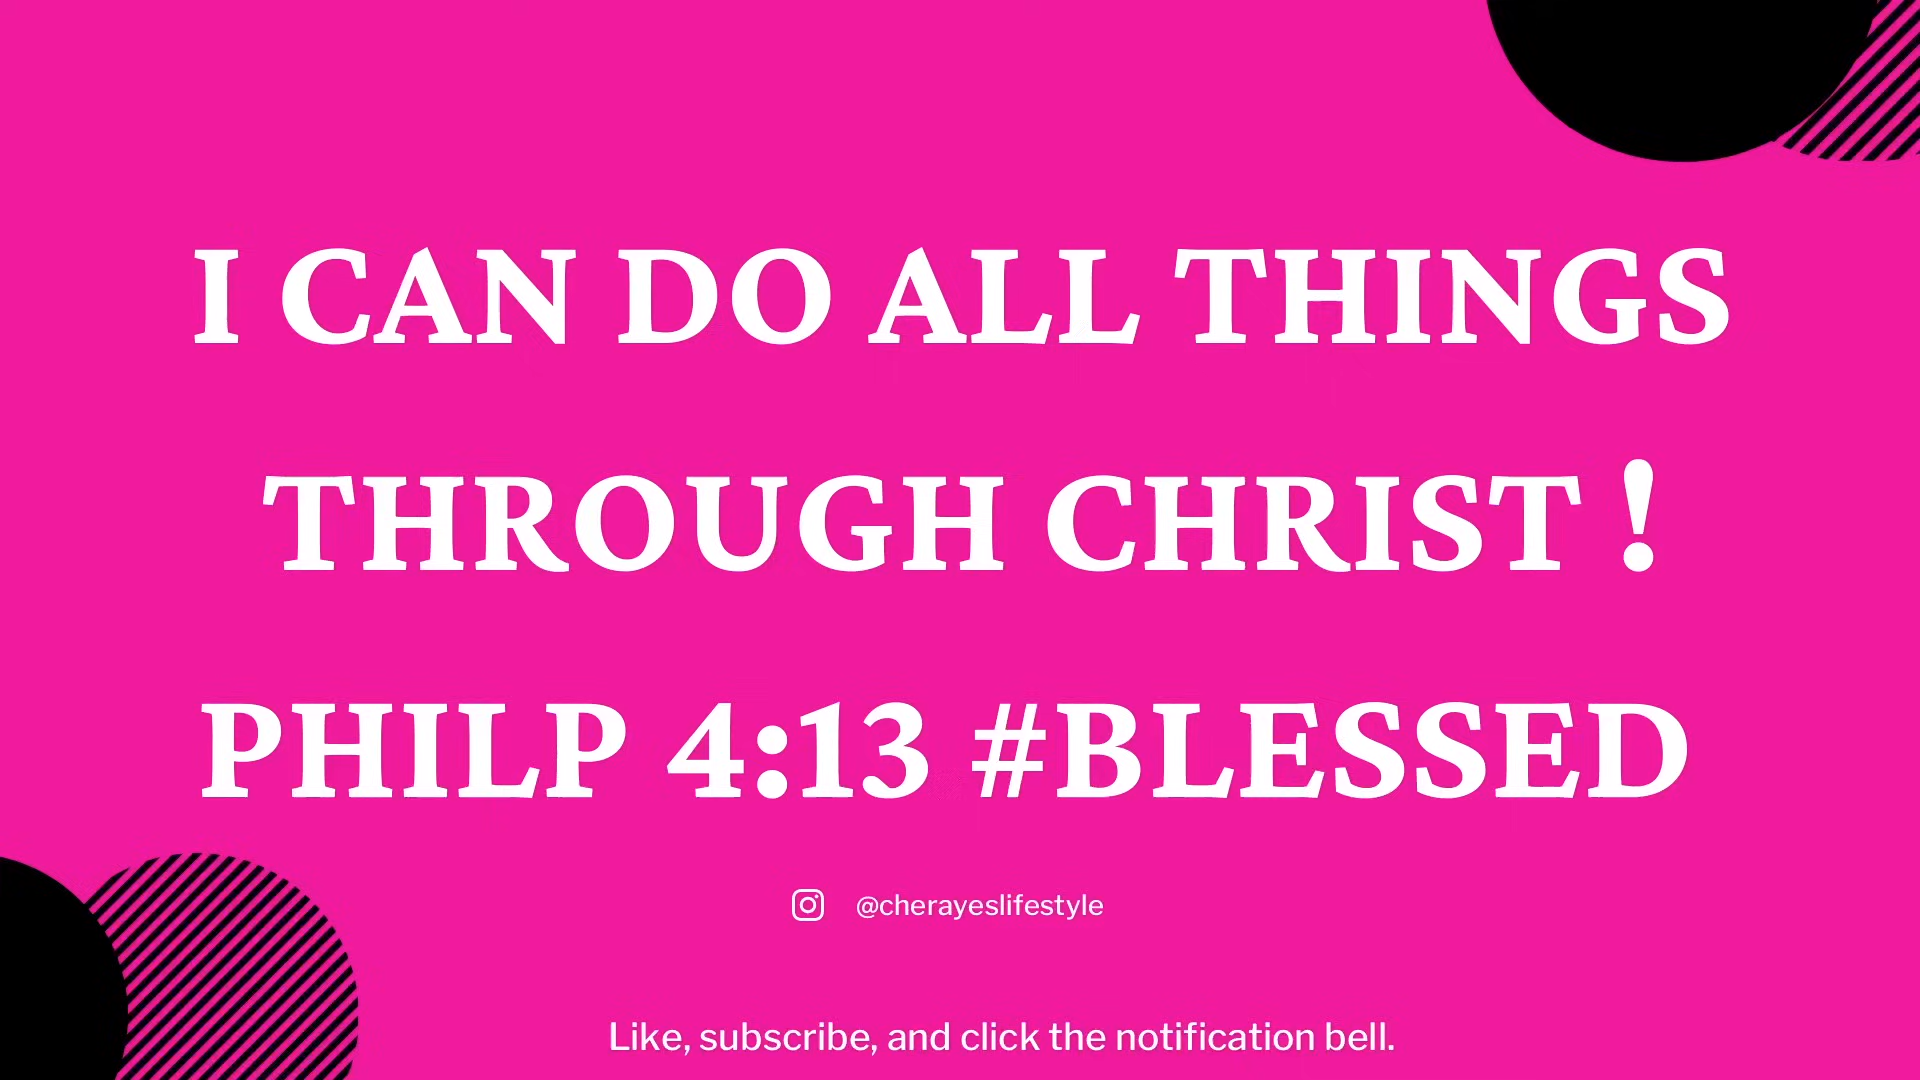 I CAN DO ALL THINGS
THROUGH CHRIST !
PHILP 4:13 #BLESSED
@cherayeslifestyle
Like, subscribe, and click the notification bell.